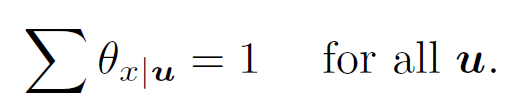 ∑ θ_{x|𝒖} = 1 for all 𝒖.